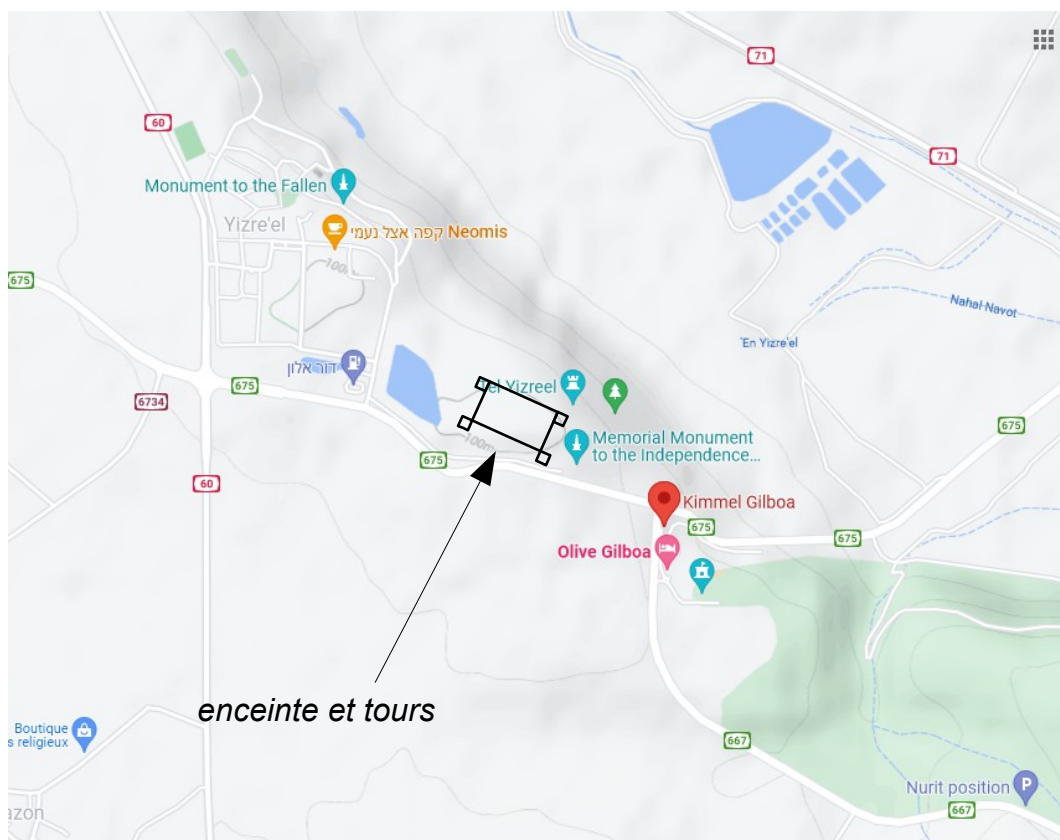 71
60
71
Monument to the Fallen
Yizre'el
קפה אצל נעמי Neomis
100m
675
Nahal Navot
'En Yizre'el
דור אלון
675
Tel Yizreel
6734
675
100m
Memorial Monument
to the Independence...
675
60
Kimmel Gilboa
675
675
Olive Gilboa
enceinte et tours
Boutique
s religieux
667
Nurit position
P
667
azon